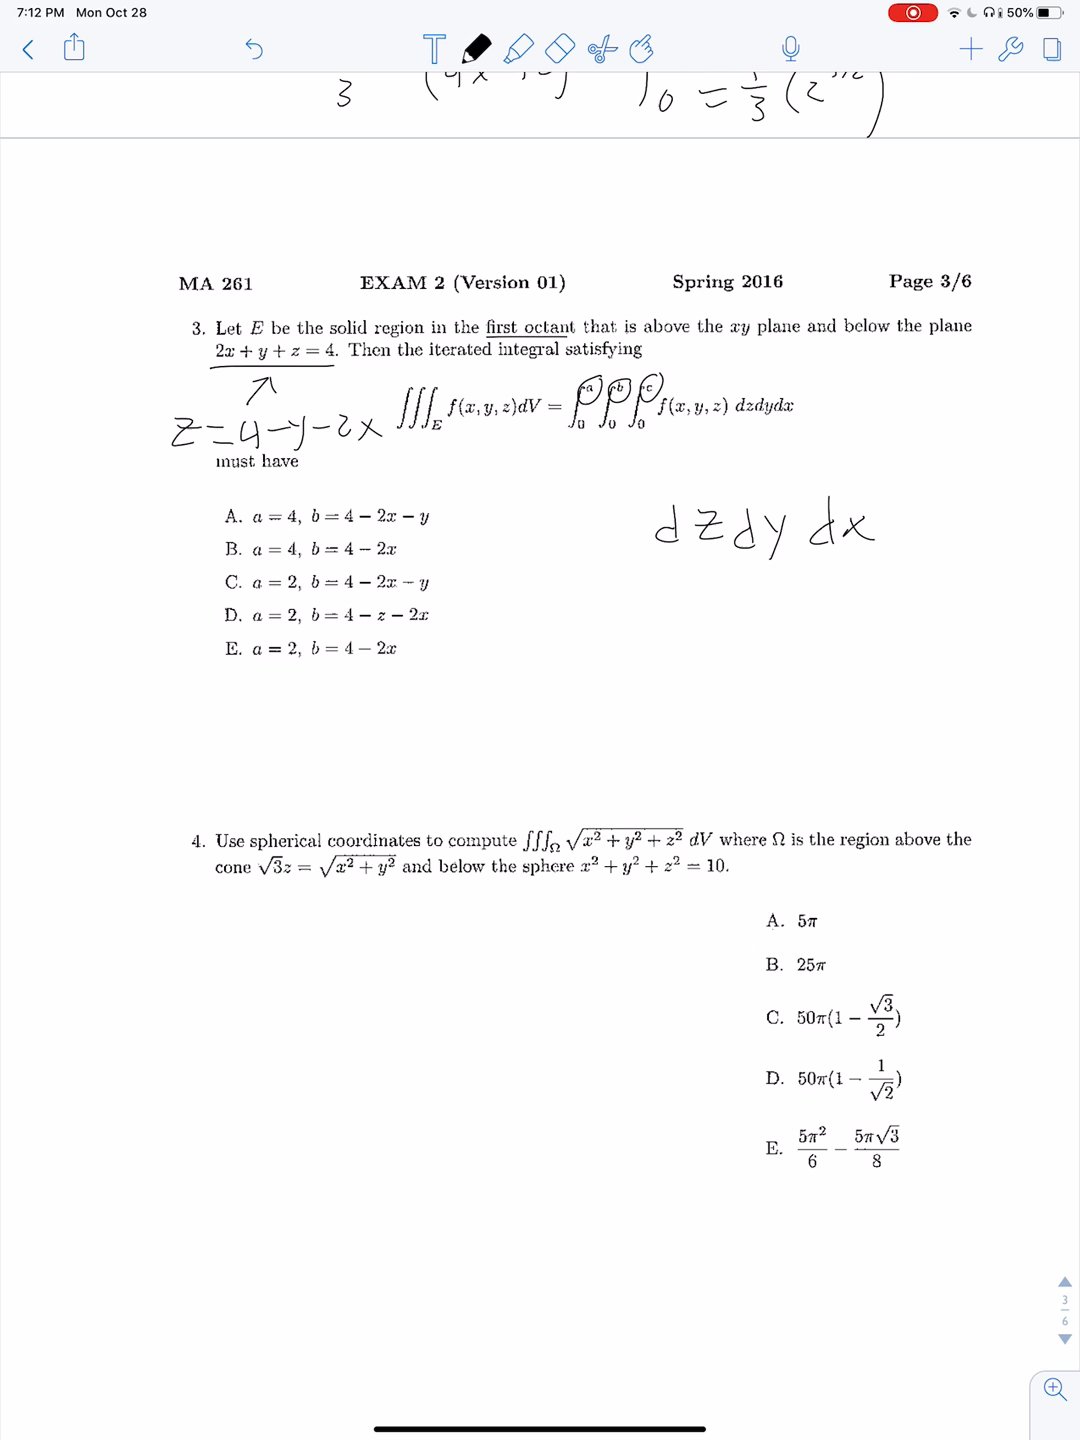 7:12 PM Mon Oct 28
50%
T
3
= 1/3 (2
MA 261 EXAM 2 (Version 01) Spring 2016 Page 3/6
3. Let E be the solid region in the first octant that is above the xy plane and below the plane
2x + y + z = 4. Then the iterated integral satisfying
∭_E f(x, y, z)dV = ∫₀ᵃ ∫₀ᵇ ∫₀ᶜ f(x, y, z) dzdydx
z = 4 - y - 2x
must have
A. a = 4, b = 4 − 2x − y
B. a = 4, b = 4 − 2x
C. a = 2, b = 4 − 2x − y
D. a = 2, b = 4 − z − 2x
E. a = 2, b = 4 − 2x
dz dy dx
4. Use spherical coordinates to compute ∭_Ω √(x² + y² + z²) dV where Ω is the region above the
cone √3z = √(x² + y²) and below the sphere x² + y² + z² = 10.
A. 5π
B. 25π
C. 50π(1 − √3/2)
D. 50π(1 − 1/√2)
E. 5π²/6 − 5π√3/8
3
6